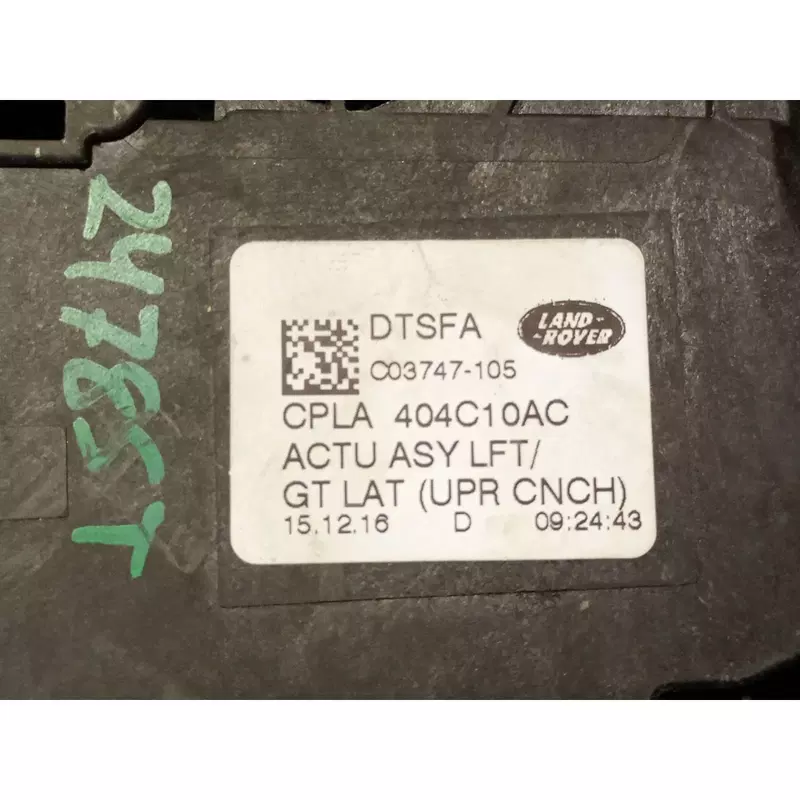 247857
DTSFA
LAND-
-ROVER
C03747-105
CPLA 404C10AC
ACTU ASY LFT/
GT LAT (UPR CNCH)
15.12.16 D 09:24:43